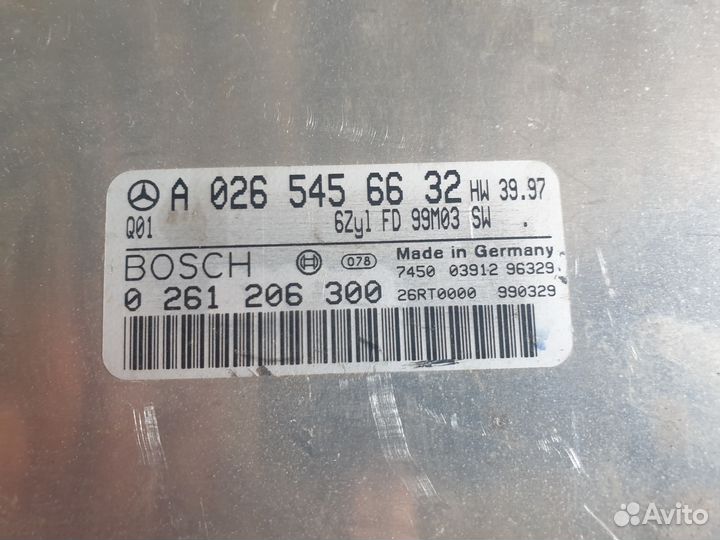 A 026 545 66 32 HW 39.97
Q01 6Zyl FD 99M03 SW .
BOSCH 078 Made in Germany
7450 03912 96329
0 261 206 300 26RT0000 990329
Avito